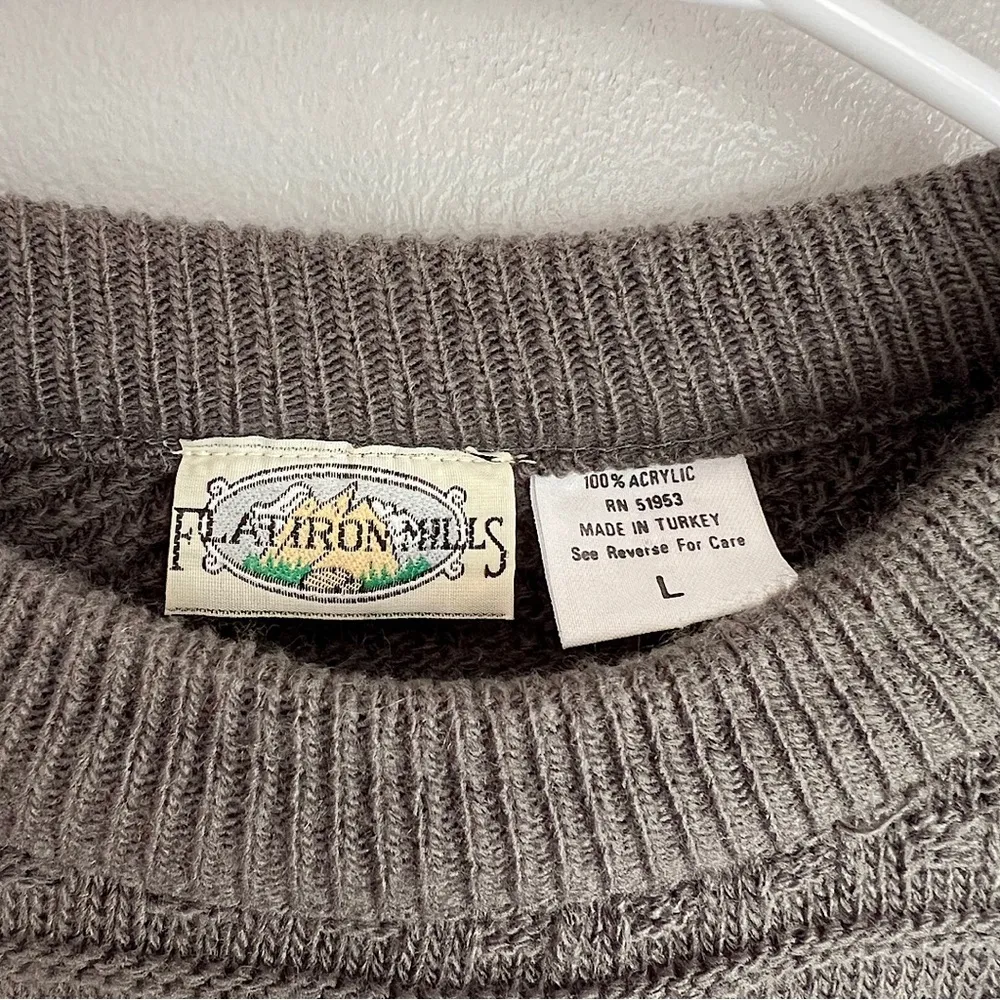 FLATIRON MILLS
100% ACRYLIC
RN 51953
MADE IN TURKEY
See Reverse For Care
L